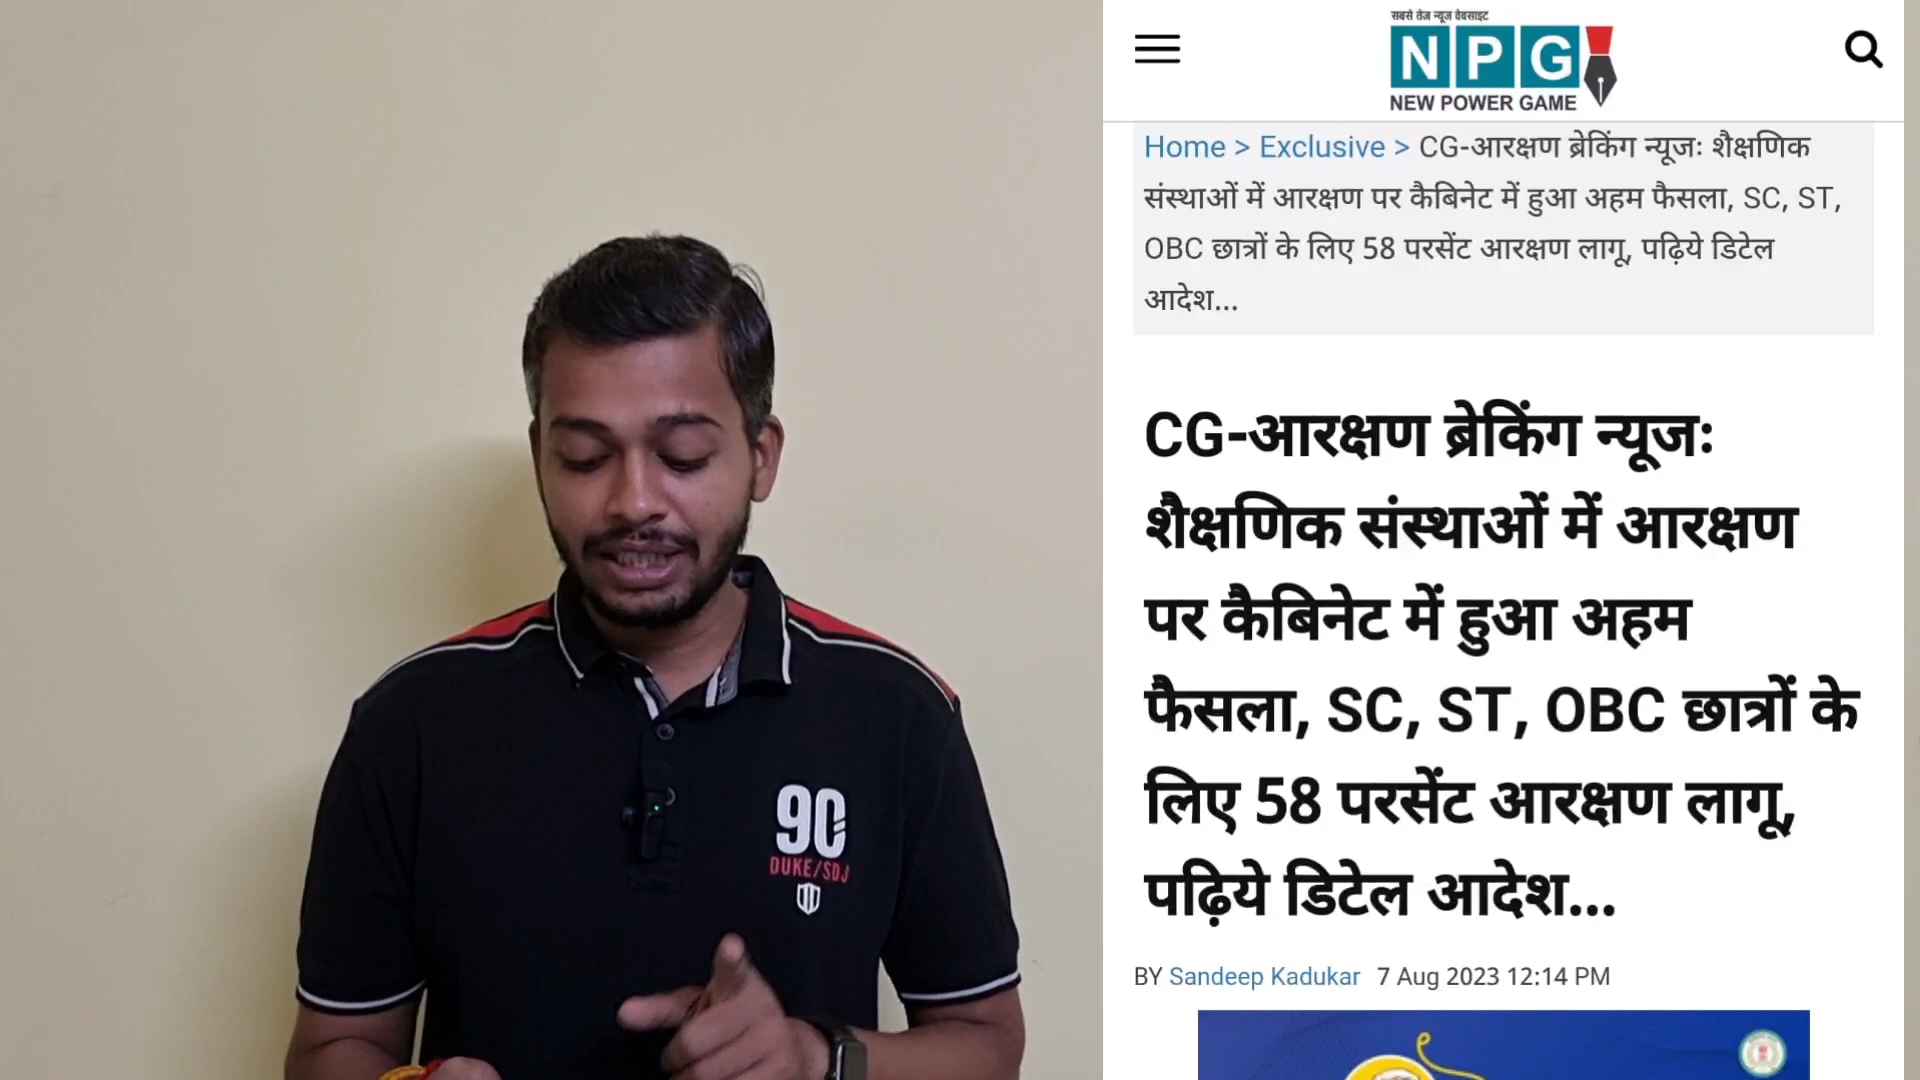 सबसे तेज न्यूज वेबसाइट
NPG
NEW POWER GAME
Home > Exclusive > CG-आरक्षण ब्रेकिंग न्यूजः शैक्षणिक
संस्थाओं में आरक्षण पर कैबिनेट में हुआ अहम फैसला, SC, ST,
OBC छात्रों के लिए 58 परसेंट आरक्षण लागू, पढ़िये डिटेल
आदेश...
CG-आरक्षण ब्रेकिंग न्यूजः
शैक्षणिक संस्थाओं में आरक्षण
पर कैबिनेट में हुआ अहम
फैसला, SC, ST, OBC छात्रों के
लिए 58 परसेंट आरक्षण लागू,
पढ़िये डिटेल आदेश...
BY Sandeep Kadukar 7 Aug 2023 12:14 PM
90
DUKE/SDJ